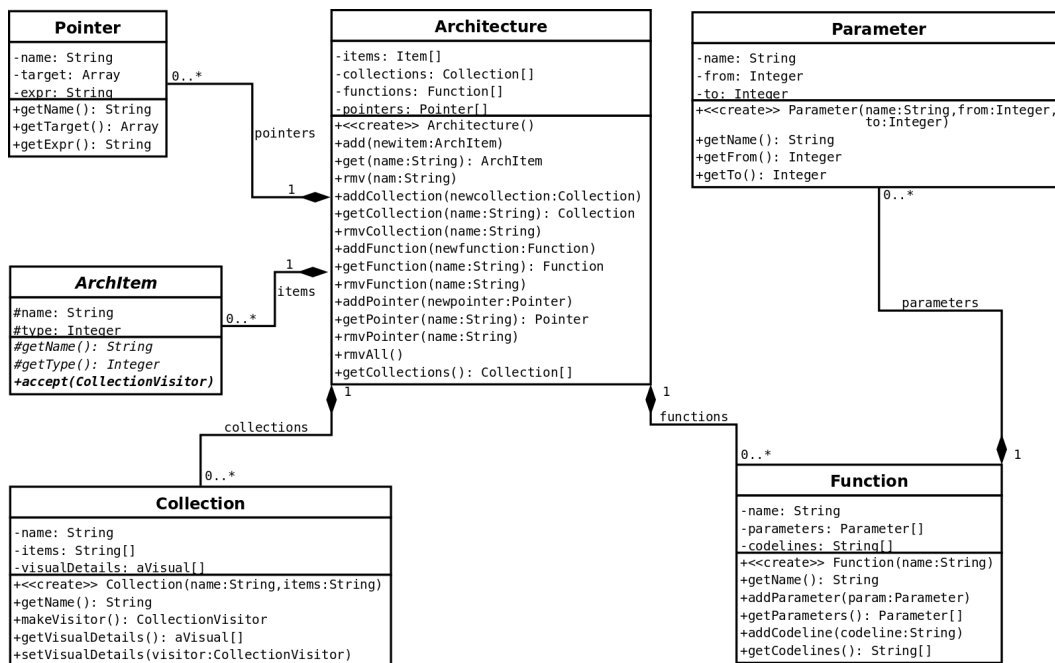 Pointer
-name: String
-target: Array
-expr: String
+getName(): String
+getTarget(): Array
+getExpr(): String
0..*
pointers
1
Architecture
-items: Item[]
-collections: Collection[]
-functions: Function[]
-pointers: Pointer[]
+<<create>> Architecture()
+add(newitem:ArchItem)
+get(name:String): ArchItem
+rmv(nam:String)
+addCollection(newcollection:Collection)
+getCollection(name:String): Collection
+rmvCollection(name:String)
+addFunction(newfunction:Function)
+getFunction(name:String): Function
+rmvFunction(name:String)
+addPointer(newpointer:Pointer)
+getPointer(name:String): Pointer
+rmvPointer(name:String)
+rmvAll()
+getCollections(): Collection[]
Parameter
-name: String
-from: Integer
-to: Integer
+<<create>> Parameter(name:String,from:Integer,
to:Integer)
+getName(): String
+getFrom(): Integer
+getTo(): Integer
0..*
parameters
1
ArchItem
#name: String
#type: Integer
#getName(): String
#getType(): Integer
+accept(CollectionVisitor)
1
items
0..*
1
collections
0..*
1
functions
0..*
Collection
-name: String
-items: String[]
-visualDetails: aVisual[]
+<<create>> Collection(name:String,items:String)
+getName(): String
+makeVisitor(): CollectionVisitor
+getVisualDetails(): aVisual[]
+setVisualDetails(visitor:CollectionVisitor)
Function
-name: String
-parameters: Parameter[]
-codelines: String[]
+<<create>> Function(name:String)
+getName(): String
+addParameter(param:Parameter)
+getParameters(): Parameter[]
+addCodeline(codeline:String)
+getCodelines(): String[]